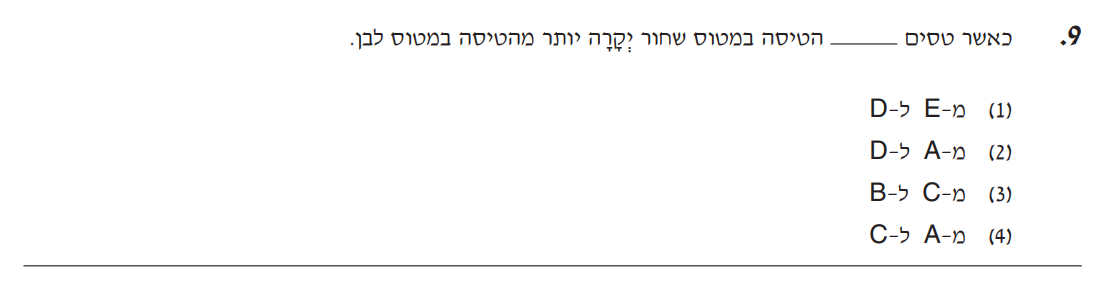 9. כאשר טסים ______ הטיסה במטוס שחור יְקָרָה יותר מהטיסה במטוס לבן.
(1) מ-E ל-D
(2) מ-A ל-D
(3) מ-C ל-B
(4) מ-A ל-C